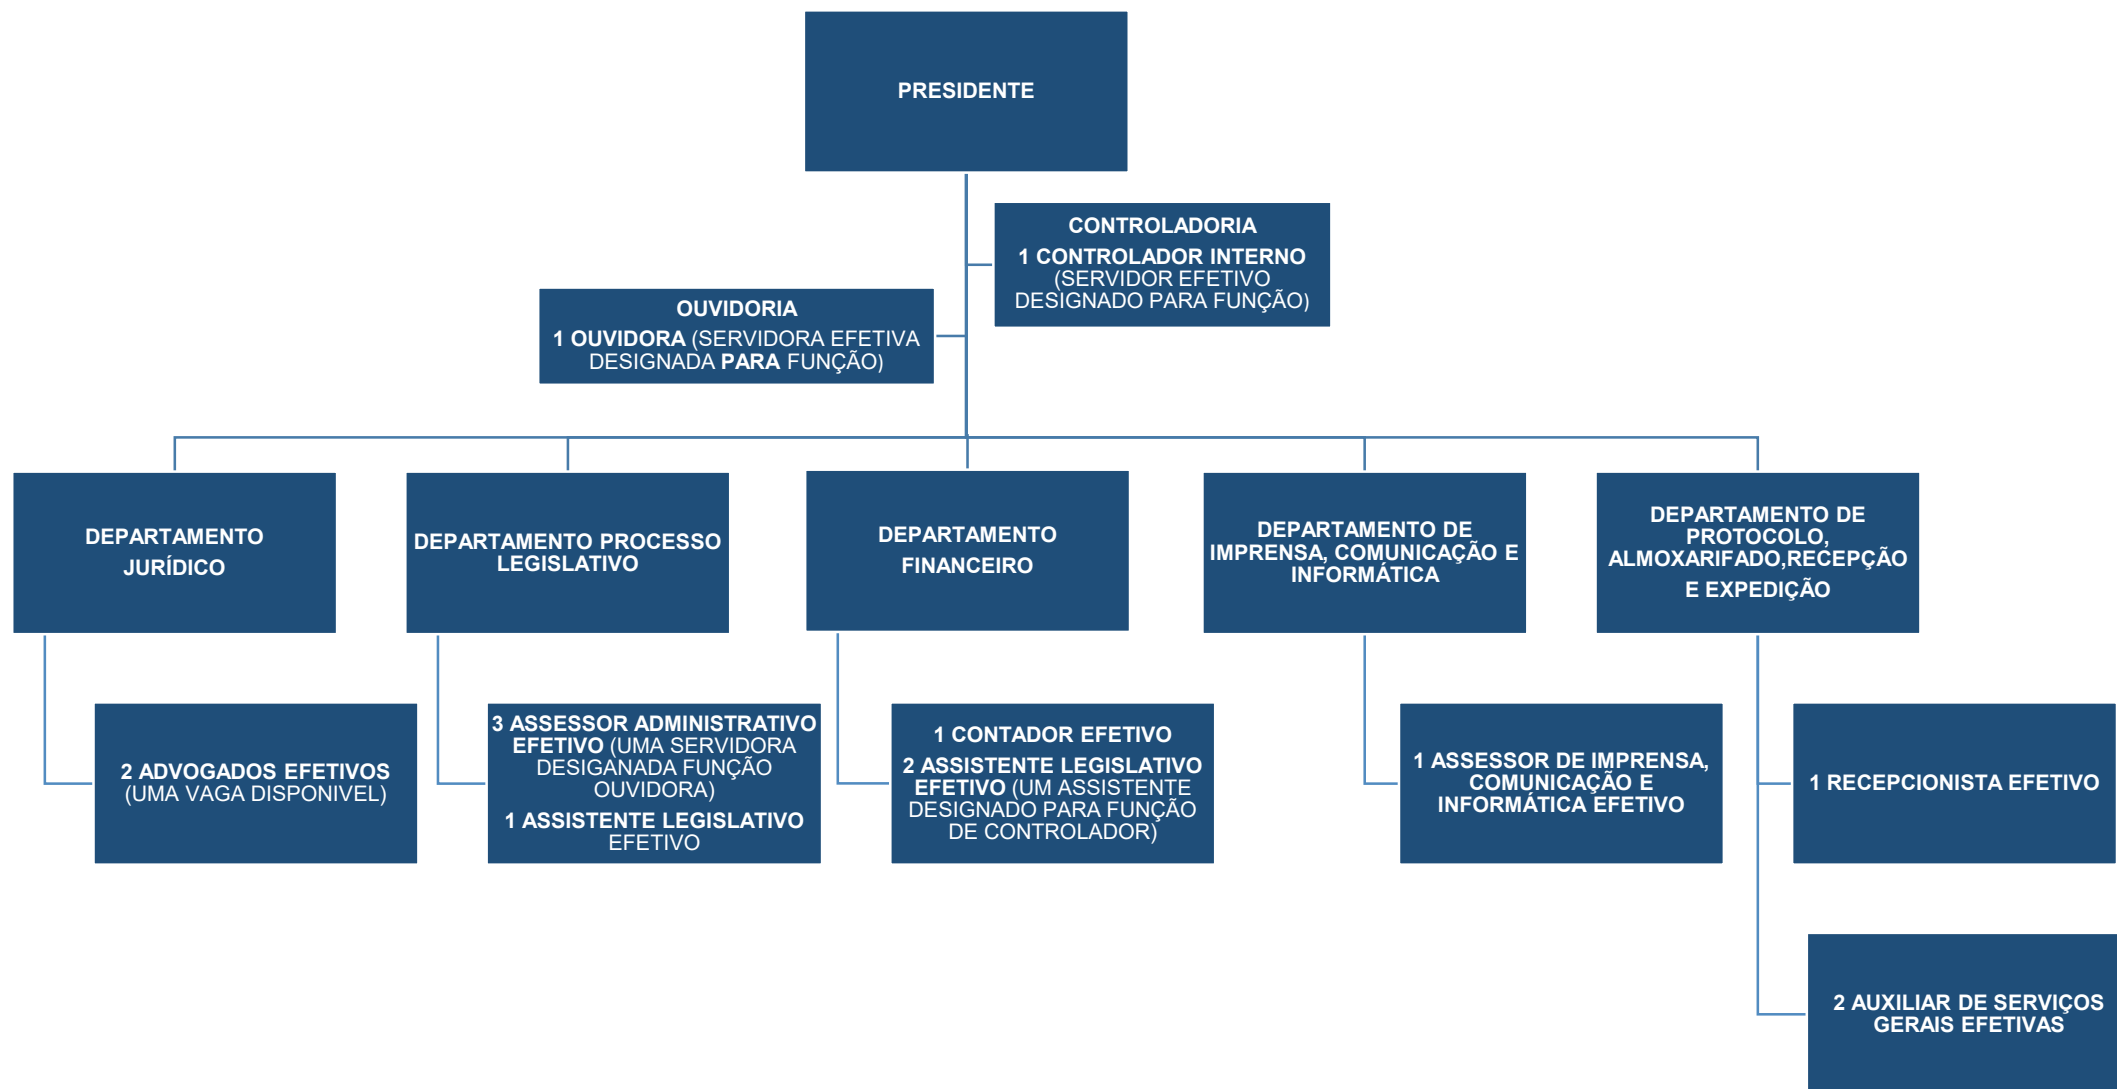 PRESIDENTE
CONTROLADORIA
1 CONTROLADOR INTERNO
(SERVIDOR EFETIVO
DESIGNADO PARA FUNÇÃO)
OUVIDORIA
1 OUVIDORA (SERVIDORA EFETIVA
DESIGNADA PARA FUNÇÃO)
DEPARTAMENTO
JURÍDICO
DEPARTAMENTO PROCESSO
LEGISLATIVO
DEPARTAMENTO
FINANCEIRO
DEPARTAMENTO DE
IMPRENSA, COMUNICAÇÃO E
INFORMÁTICA
DEPARTAMENTO DE
PROTOCOLO,
ALMOXARIFADO,RECEPÇÃO
E EXPEDIÇÃO
2 ADVOGADOS EFETIVOS
(UMA VAGA DISPONIVEL)
3 ASSESSOR ADMINISTRATIVO
EFETIVO (UMA SERVIDORA
DESIGANADA FUNÇÃO
OUVIDORA)
1 ASSISTENTE LEGISLATIVO
EFETIVO
1 CONTADOR EFETIVO
2 ASSISTENTE LEGISLATIVO
EFETIVO (UM ASSISTENTE
DESIGNADO PARA FUNÇÃO
DE CONTROLADOR)
1 ASSESSOR DE IMPRENSA,
COMUNICAÇÃO E
INFORMÁTICA EFETIVO
1 RECEPCIONISTA EFETIVO
2 AUXILIAR DE SERVIÇOS
GERAIS EFETIVAS